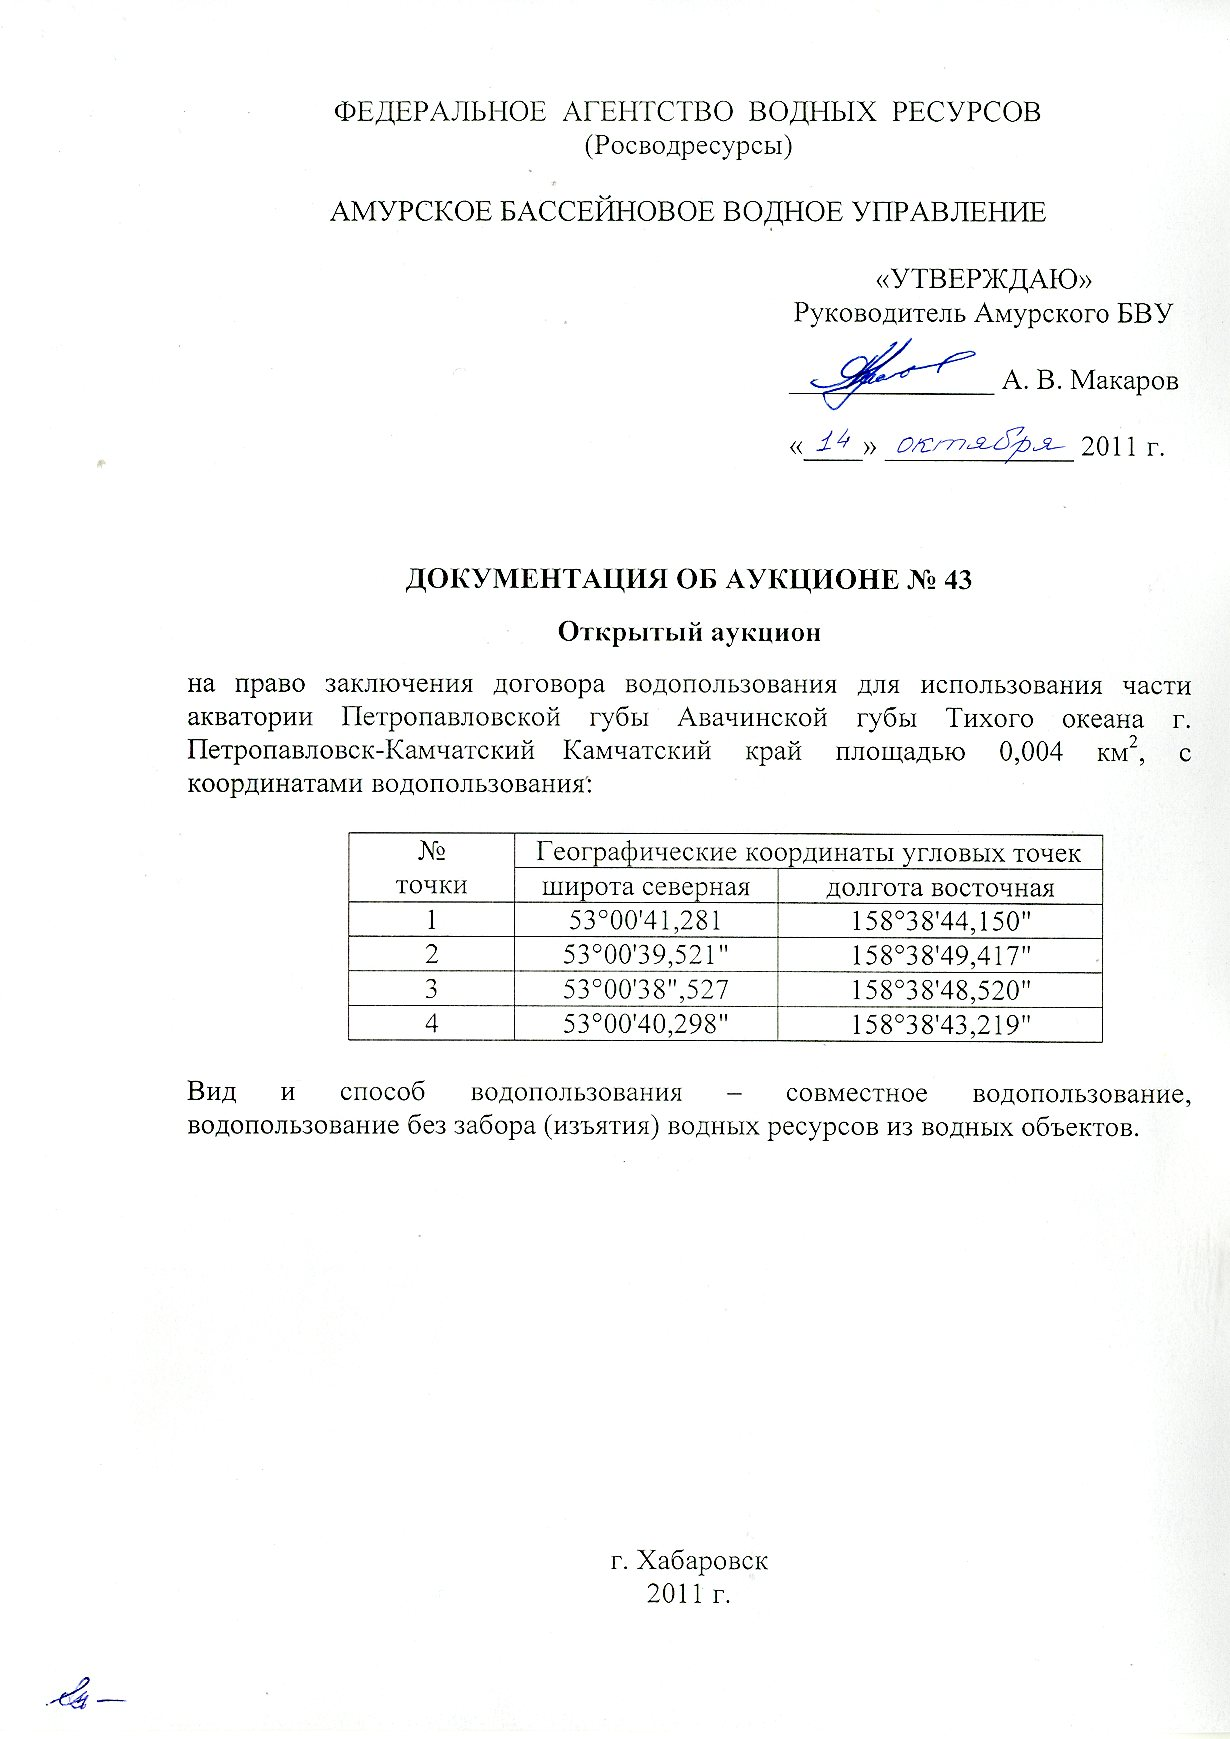 ФЕДЕРАЛЬНОЕ АГЕНТСТВО ВОДНЫХ РЕСУРСОВ
(Росводресурсы)
АМУРСКОЕ БАССЕЙНОВОЕ ВОДНОЕ УПРАВЛЕНИЕ
«УТВЕРЖДАЮ»
Руководитель Амурского БВУ
А. В. Макаров
«14» октября 2011 г.
ДОКУМЕНТАЦИЯ ОБ АУКЦИОНЕ № 43
Открытый аукцион
на право заключения договора водопользования для использования части
акватории Петропавловской губы Авачинской губы Тихого океана г.
Петропавловск-Камчатский Камчатский край площадью 0,004 км², с
координатами водопользования:
№ точки Географические координаты угловых точек
широта северная долгота восточная
1 53°00'41,281 158°38'44,150"
2 53°00'39,521" 158°38'49,417"
3 53°00'38",527 158°38'48,520"
4 53°00'40,298" 158°38'43,219"
Вид и способ водопользования – совместное водопользование,
водопользование без забора (изъятия) водных ресурсов из водных объектов.
г. Хабаровск
2011 г.